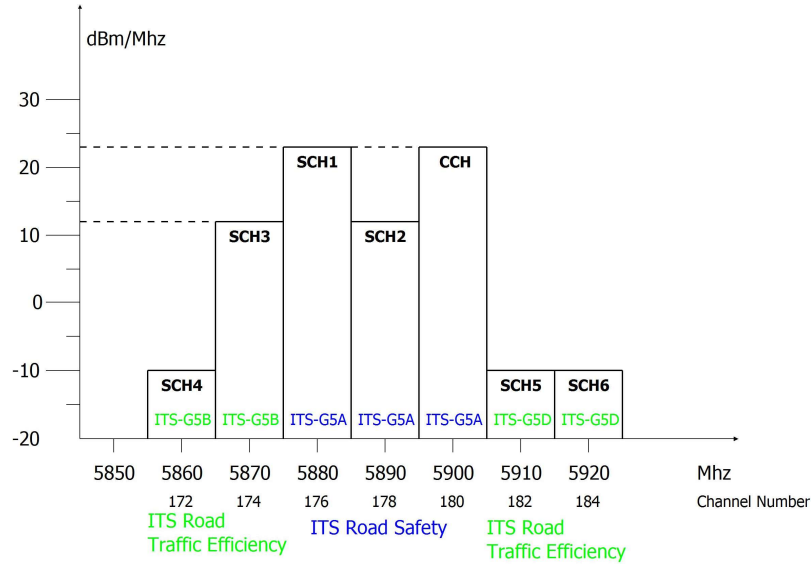 dBm/Mhz
30
20
10
0
-10
-20
SCH1
CCH
SCH3
SCH2
SCH4
SCH5
SCH6
ITS-G5B
ITS-G5B
ITS-G5A
ITS-G5A
ITS-G5A
ITS-G5D
ITS-G5D
5850 5860 5870 5880 5890 5900 5910 5920 Mhz
172 174 176 178 180 182 184 Channel Number
ITS Road
Traffic Efficiency
ITS Road Safety
ITS Road
Traffic Efficiency